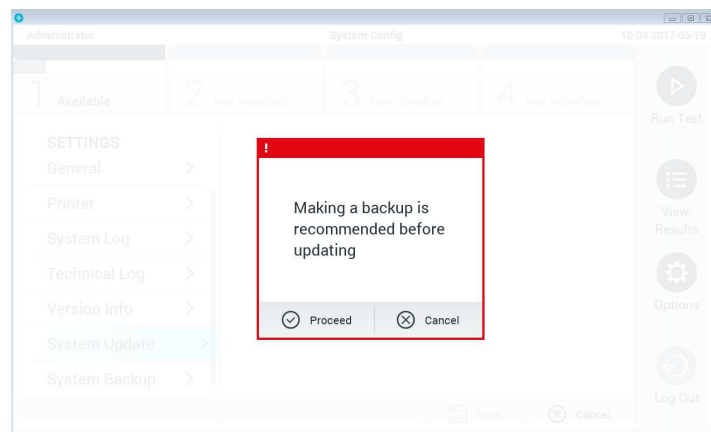 Administrator System Config 10:04 2017-05-19
1 Available 2 Not installed 3 Not installed 4 Not installed
Run Test
SETTINGS
General
Printer
System Log
Technical Log
Version Info
System Update
System Backup
!
Making a backup is
recommended before
updating
Proceed Cancel
View
Results
Options
Log Out
Save Cancel